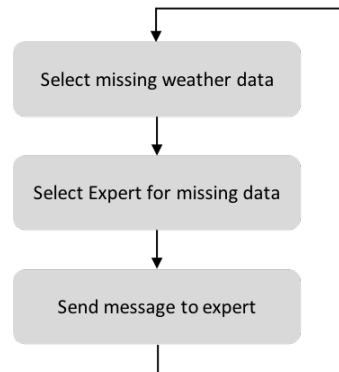 Select missing weather data
Select Expert for missing data
Send message to expert